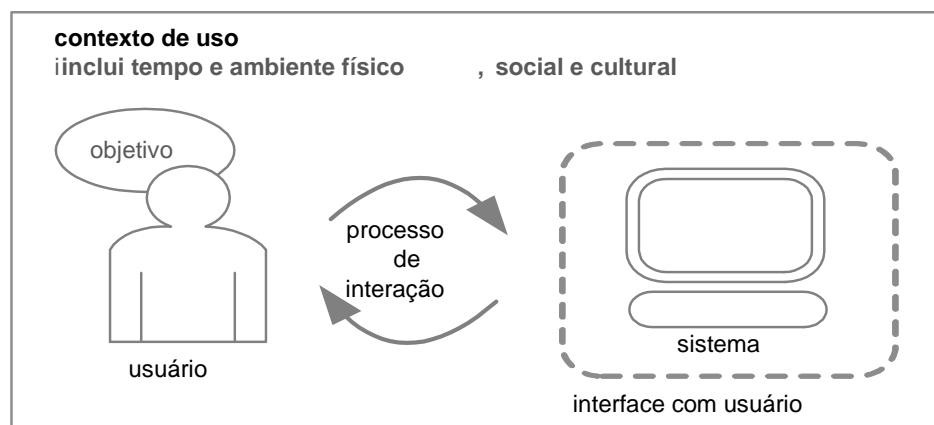 contexto de uso
iinclui tempo e ambiente físico , social e cultural
objetivo
processo
de
interação
usuário
sistema
interface com usuário